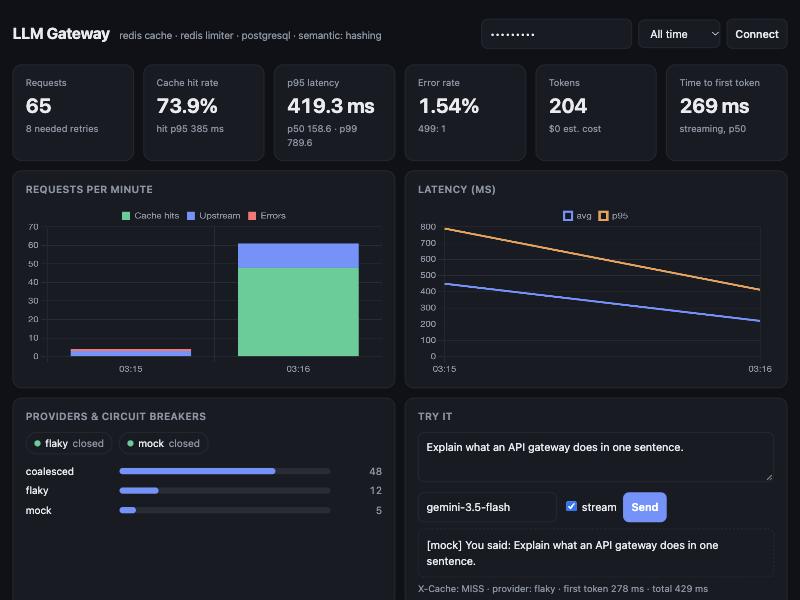 LLM Gateway redis cache · redis limiter · postgresql · semantic: hashing
••••••••• All time Connect
Requests
65
8 needed retries
Cache hit rate
73.9%
hit p95 385 ms
p95 latency
419.3 ms
p50 158.6 · p99
789.6
Error rate
1.54%
499: 1
Tokens
204
$0 est. cost
Time to first token
269 ms
streaming, p50
REQUESTS PER MINUTE
Cache hits Upstream Errors
70
60
50
40
30
20
10
0
03:15 03:16
LATENCY (MS)
avg p95
800
700
600
500
400
300
200
100
0
03:15 03:16
PROVIDERS & CIRCUIT BREAKERS
flaky closed mock closed
coalesced 48
flaky 12
mock 5
TRY IT
Explain what an API gateway does in one sentence.
gemini-3.5-flash stream Send
[mock] You said: Explain what an API gateway does in one
sentence.
X-Cache: MISS · provider: flaky · first token 278 ms · total 429 ms